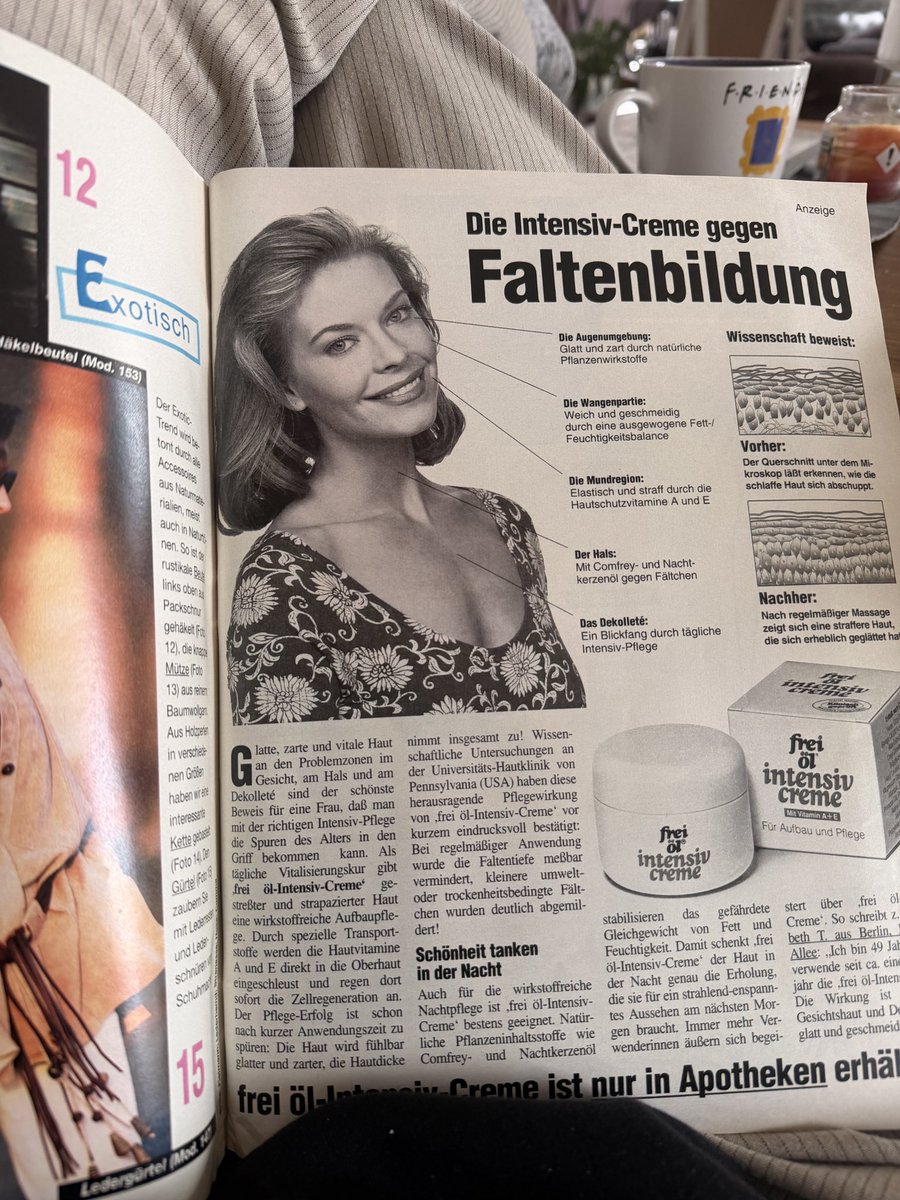 F·R·I·E·N
12
Exotisch
äkelbeutel (Mod. 153)
Der Exotic-
Trend wird be-
tont durch alle
Accessoires
aus Naturmate-
rialien, meist
auch in Naturtö-
nen. So ist der
rustikale
links oben aus
Packschnur
gehäkelt (Foto
12), die knappe
Mütze (Foto
13) aus reinem
Baumwollgarn.
Aus Holzperlen
in verschiede-
nen Größen
haben wir eine
interessante
Kette gebastelt
(Foto 14). Den
Gürtel (Foto 15)
zaubern Sie
mit Lederresten
und Leder-
schnüren vom
Schuhmacher.
15
Ledergürtel (Mod.
Anzeige
Die Intensiv-Creme gegen
Faltenbildung
Die Augenumgebung:
Glatt und zart durch natürliche
Pflanzenwirkstoffe
Die Wangenpartie:
Weich und geschmeidig
durch eine ausgewogene Fett-/
Feuchtigkeitsbalance
Die Mundregion:
Elastisch und straff durch die
Hautschutzvitamine A und E
Der Hals:
Mit Comfrey- und Nacht-
kerzenöl gegen Fältchen
Das Dekolleté:
Ein Blickfang durch tägliche
Intensiv-Pflege
Wissenschaft beweist:
Vorher:
Der Querschnitt unter dem Mi-
kroskop läßt erkennen, wie die
schlaffe Haut sich abschuppt.
Nachher:
Nach regelmäßiger Massage
zeigt sich eine straffere Haut,
die sich erheblich geglättet hat
Glatte, zarte und vitale Haut
an den Problemzonen im
Gesicht, am Hals und am
Dekolleté sind der schönste
Beweis für eine Frau, daß man
mit der richtigen Intensiv-Pflege
die Spuren des Alters in den
Griff bekommen kann. Als
tägliche Vitalisierungskur gibt
‚frei öl-Intensiv-Creme‘ ge-
streßter und strapazierter Haut
eine wirkstoffreiche Aufbaupfle-
ge. Durch spezielle Transport-
stoffe werden die Hautvitamine
A und E direkt in die Oberhaut
eingeschleust und regen dort
sofort die Zellregeneration an.
Der Pflege-Erfolg ist schon
nach kurzer Anwendungszeit zu
spüren: Die Haut wird fühlbar
glatter und zarter, die Hautdicke
nimmt insgesamt zu! Wissen-
schaftliche Untersuchungen an
der Universitäts-Hautklinik von
Pennsylvania (USA) haben diese
herausragende Pflegewirkung
von ‚frei öl-Intensiv-Creme‘ vor
kurzem eindrucksvoll bestätigt:
Bei regelmäßiger Anwendung
wurde die Faltentiefe meßbar
vermindert, kleinere umwelt-
oder trockenheitsbedingte Fält-
chen wurden deutlich abgemil-
dert!
Schönheit tanken
in der Nacht
Auch für die wirkstoffreiche
Nachtpflege ist ‚frei öl-Intensiv-
Creme‘ bestens geeignet. Natür-
liche Pflanzeninhaltsstoffe wie
Comfrey- und Nachtkerzenöl
frei
öl®
intensiv
creme
frei
öl®
intensiv
creme
frei
öl®
intensiv
creme
Mit Vitamin A+E
Für Aufbau und Pflege
stabilisieren das gefährdete
Gleichgewicht von Fett und
Feuchtigkeit. Damit schenkt ‚frei
öl-Intensiv-Creme‘ der Haut in
der Nacht genau die Erholung,
die sie für ein strahlend-entspann-
tes Aussehen am nächsten Mor-
gen braucht. Immer mehr Ver-
wenderinnen äußern sich begei-
stert über ‚frei öl-
Creme‘. So schreibt z.
beth T. aus Berlin,
Allee: „Ich bin 49 Jah
verwende seit ca. eine
jahr die ‚frei öl-Inten
Die Wirkung ist
Gesichtshaut und De
glatt und geschmeid
frei öl-Intensiv-Creme ist nur in Apotheken erhäl